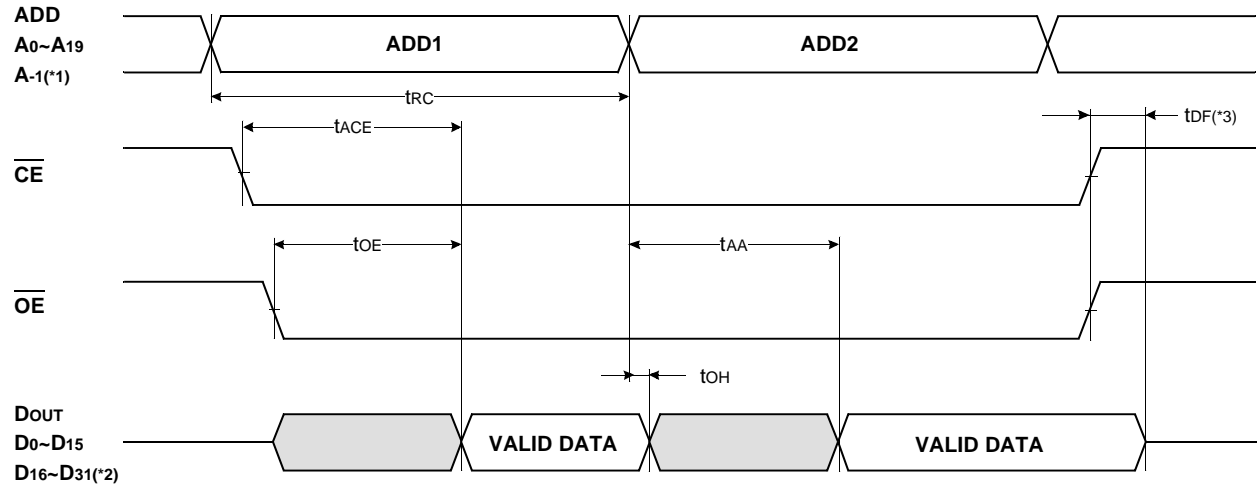 ADD
A0~A19
A-1(*1)
ADD1
ADD2
tRC
tACE
tDF(*3)
CE
tOE
tAA
OE
tOH
DOUT
D0~D15
D16~D31(*2)
VALID DATA
VALID DATA